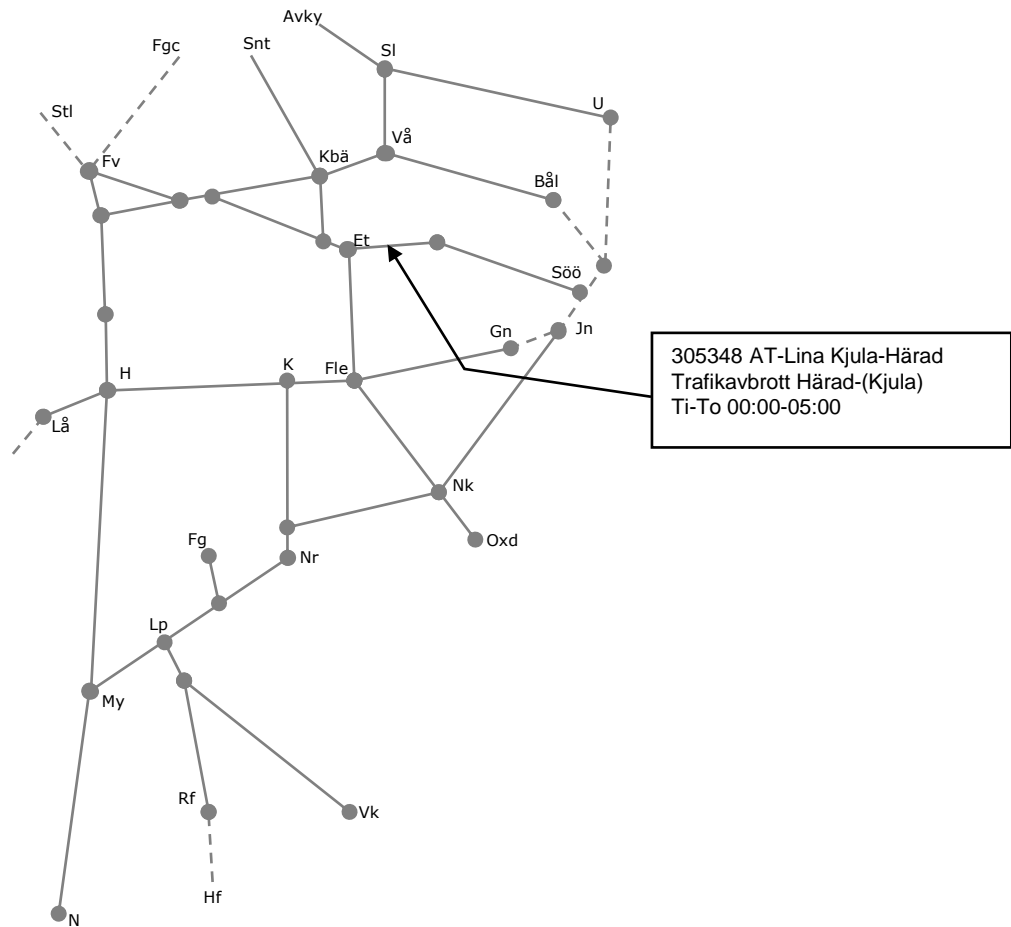 Avky
Fgc
Snt
Sl
Stl
U
Vå
Fv
Kbä
Bål
Et
Söö
Gn
Jn
305348 AT-Lina Kjula-Härad
Trafikavbrott Härad-(Kjula)
Ti-To 00:00-05:00
H
K
Fle
Lå
Nk
Fg
Oxd
Nr
Lp
My
Rf
Vk
Hf
N